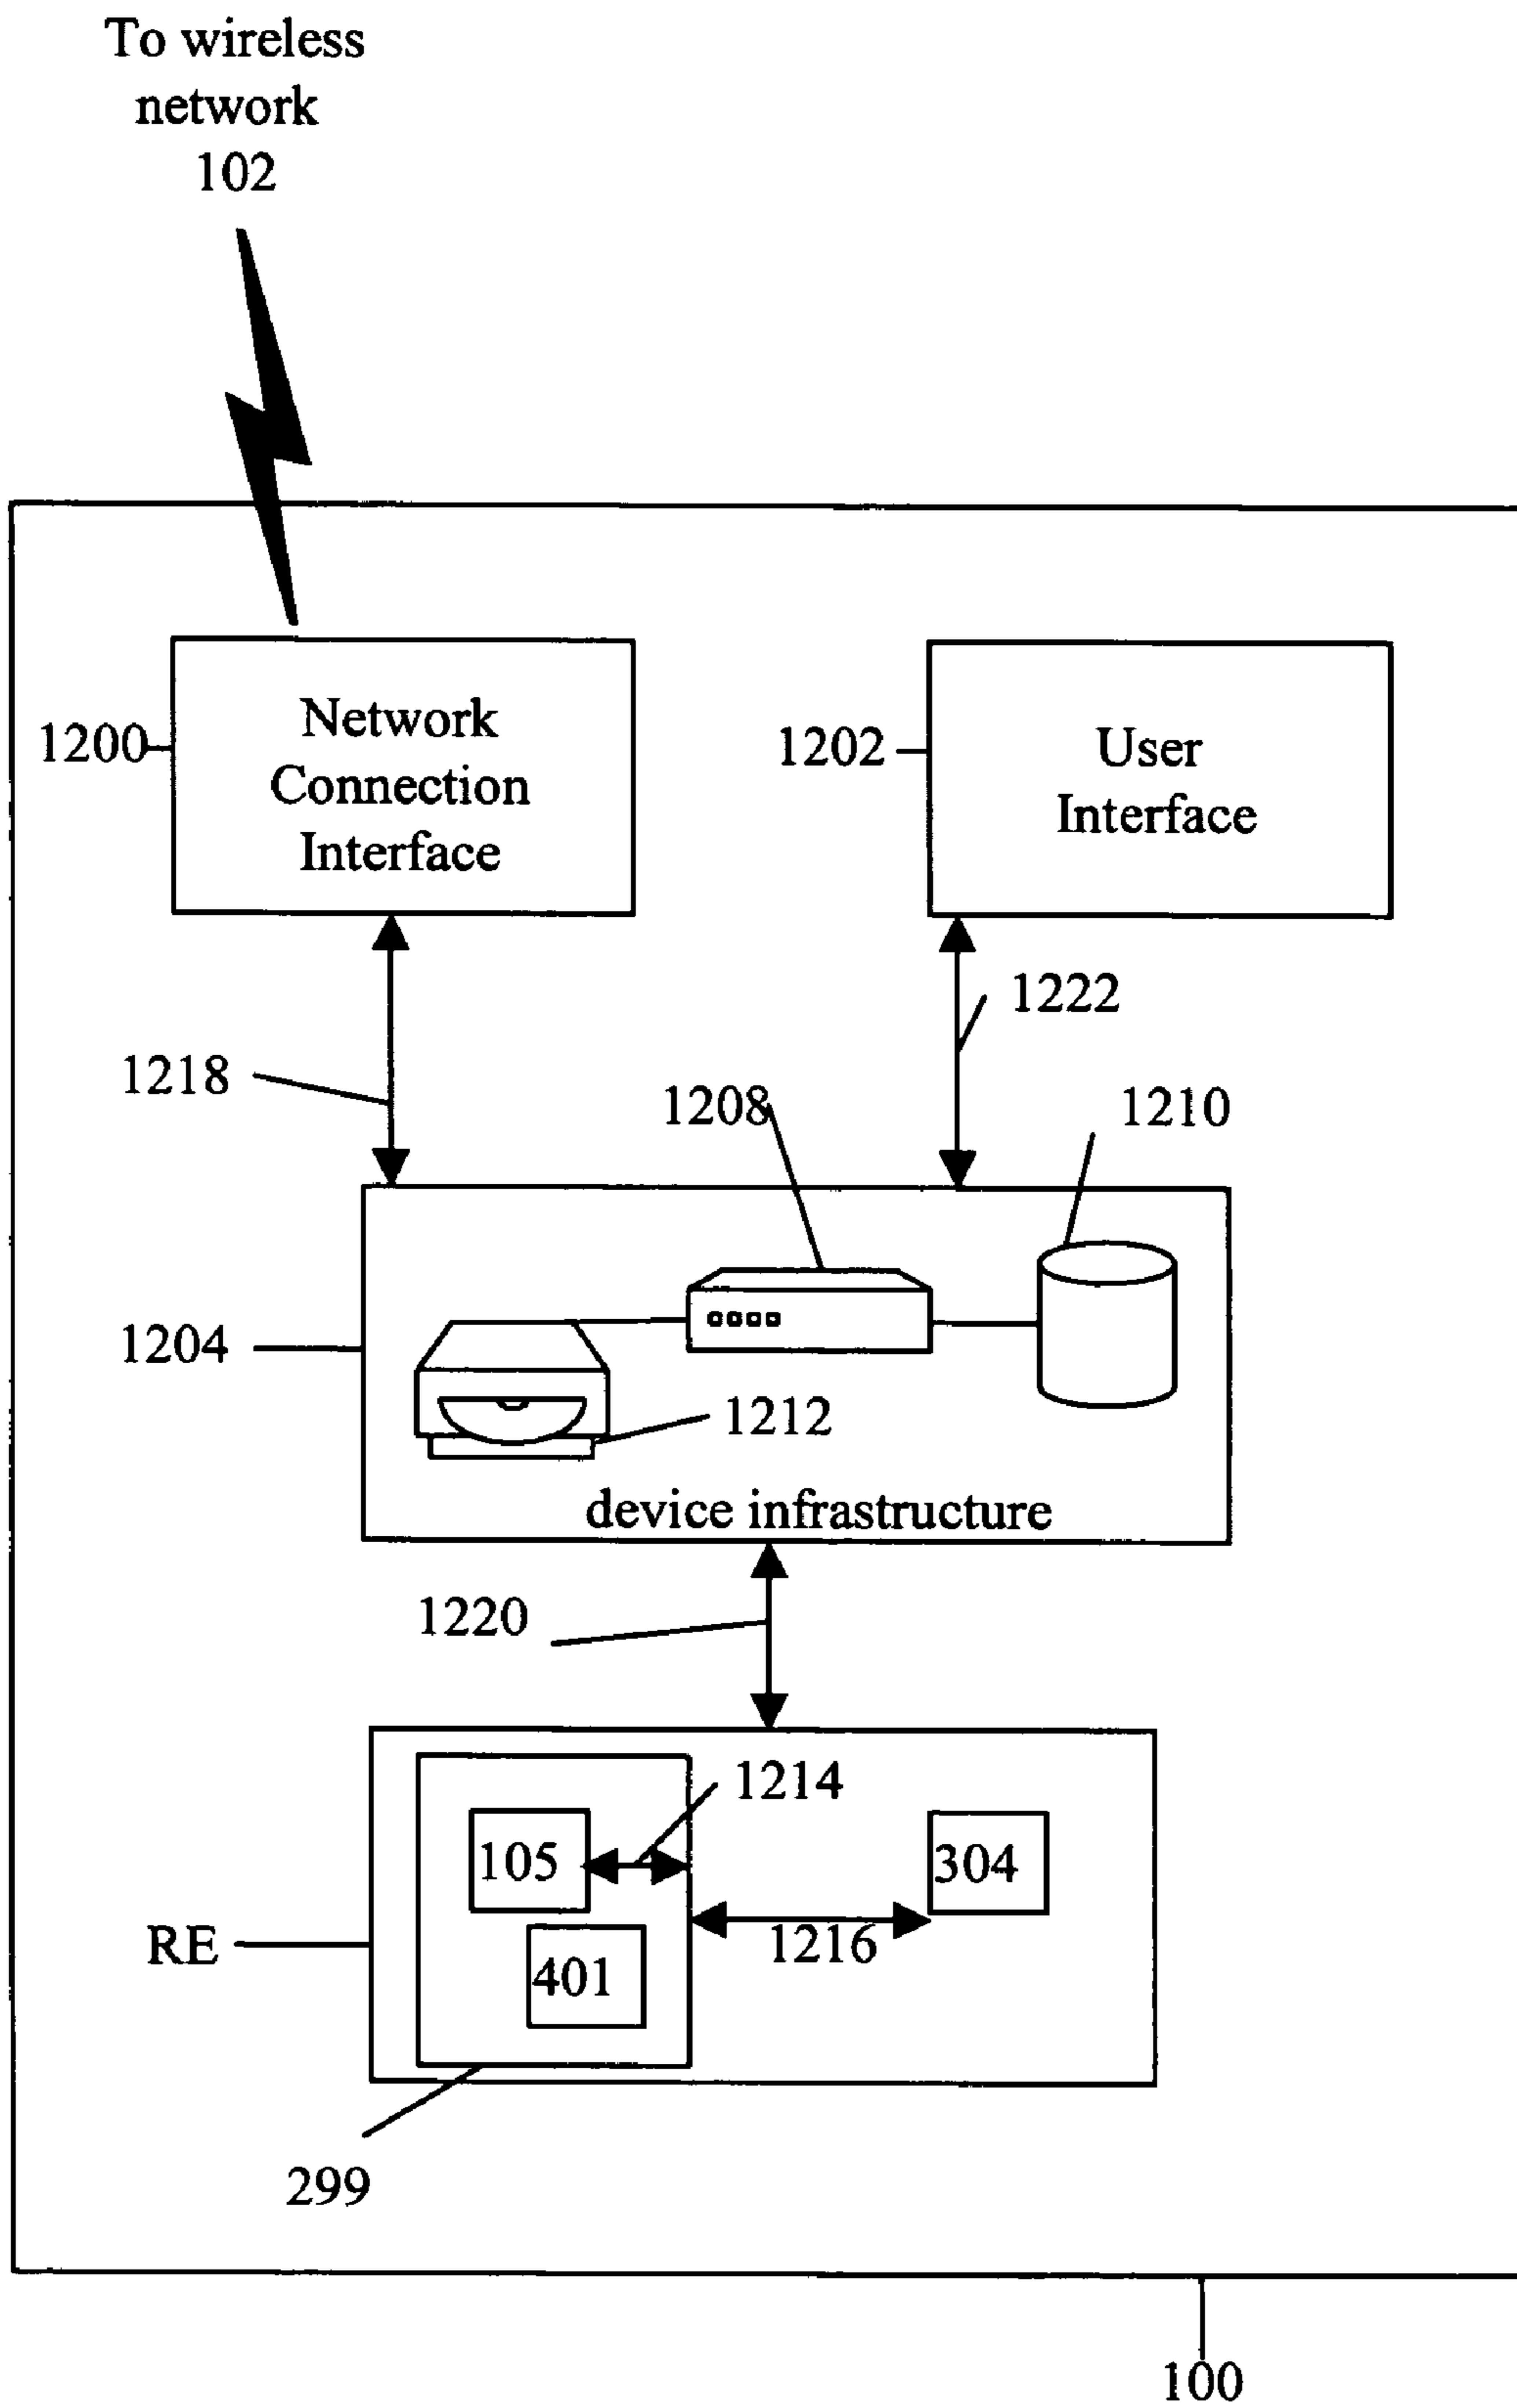 To wireless
network
102
1200
Network
Connection
Interface
1202
User
Interface
1222
1218
1208
1210
1204
1212
device infrastructure
1220
1214
105
304
RE
1216
401
299
100